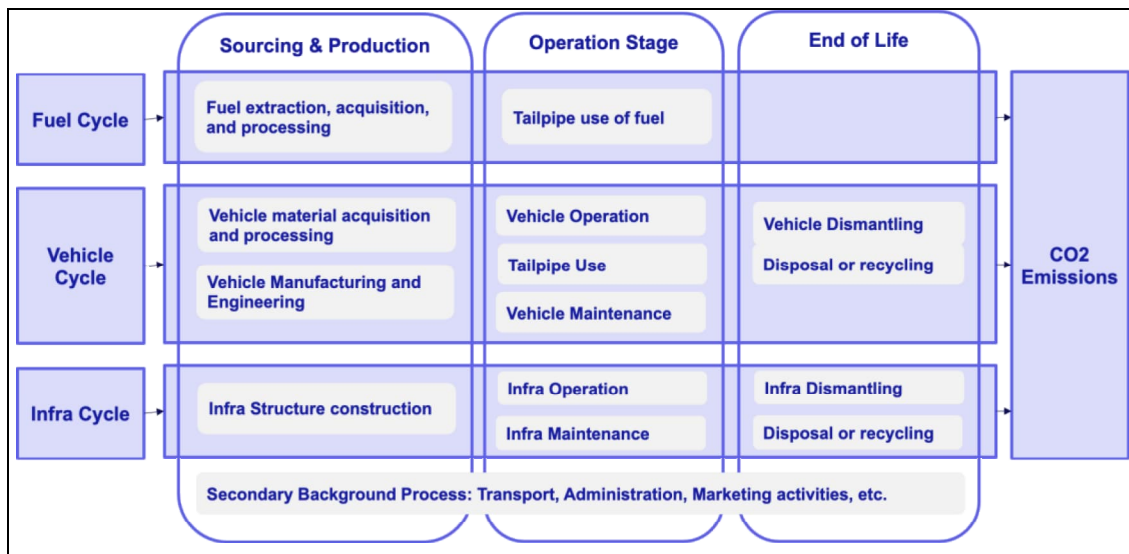 Sourcing & Production
Operation Stage
End of Life
Fuel Cycle
Fuel extraction, acquisition,
and processing
Tailpipe use of fuel
Vehicle
Cycle
Vehicle material acquisition
and processing
Vehicle Manufacturing and
Engineering
Vehicle Operation
Tailpipe Use
Vehicle Maintenance
Vehicle Dismantling
Disposal or recycling
CO2
Emissions
Infra Cycle
Infra Structure construction
Infra Operation
Infra Maintenance
Infra Dismantling
Disposal or recycling
Secondary Background Process: Transport, Administration, Marketing activities, etc.